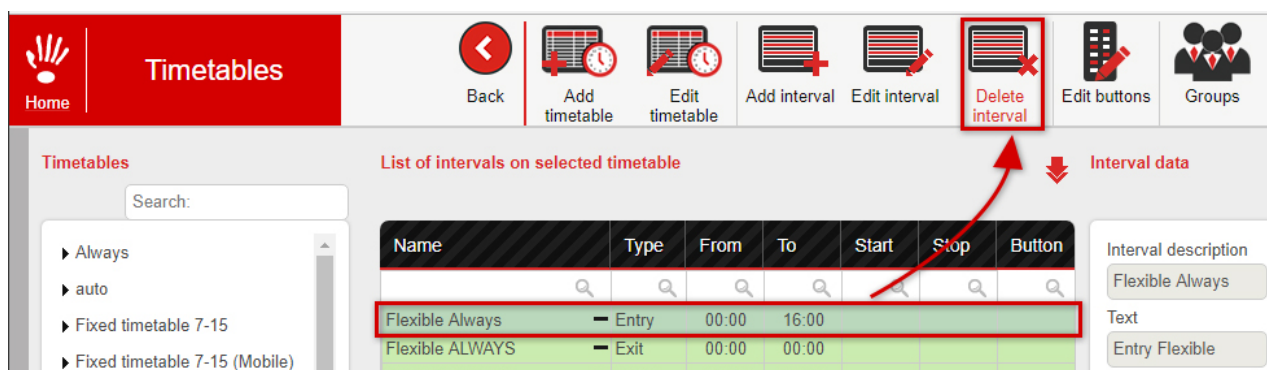 Home
Timetables
Back
Add
timetable
Edit
timetable
Add interval
Edit interval
Delete
interval
Edit buttons
Groups
Timetables
Search:
Always
auto
Fixed timetable 7-15
Fixed timetable 7-15 (Mobile)
List of intervals on selected timetable
Name Type From To Start Stop Button
Flexible Always Entry 00:00 16:00
Flexible ALWAYS Exit 00:00 00:00
Interval data
Interval description
Flexible Always
Text
Entry Flexible